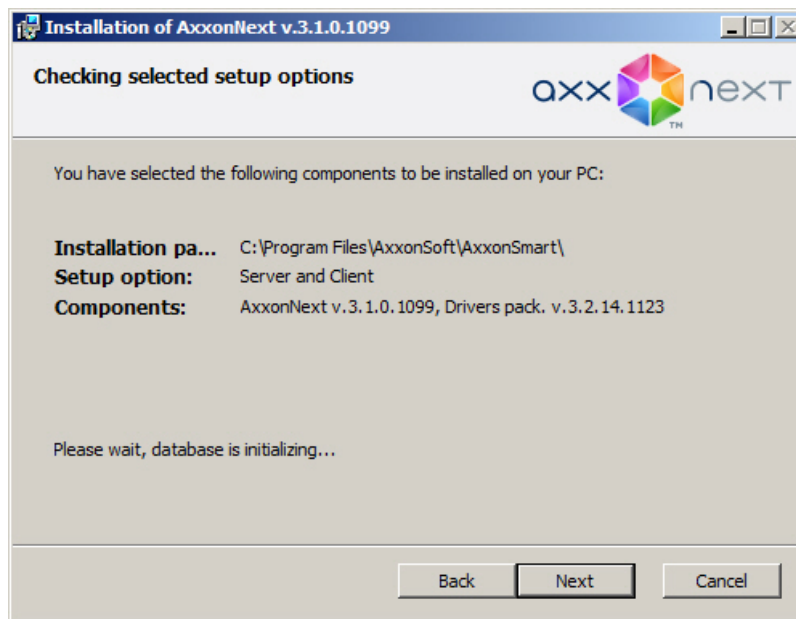 Installation of AxxonNext v.3.1.0.1099
Checking selected setup options
axx next
TM
You have selected the following components to be installed on your PC:
Installation pa... C:\Program Files\AxxonSoft\AxxonSmart\
Setup option: Server and Client
Components: AxxonNext v.3.1.0.1099, Drivers pack. v.3.2.14.1123
Please wait, database is initializing...
Back Next Cancel